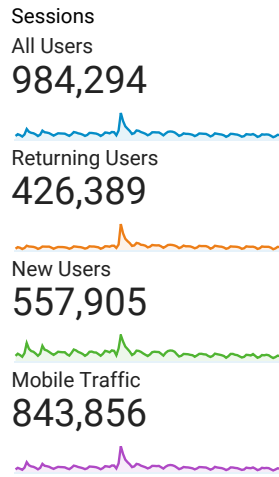 Sessions
All Users
984,294
Returning Users
426,389
New Users
557,905
Mobile Traffic
843,856